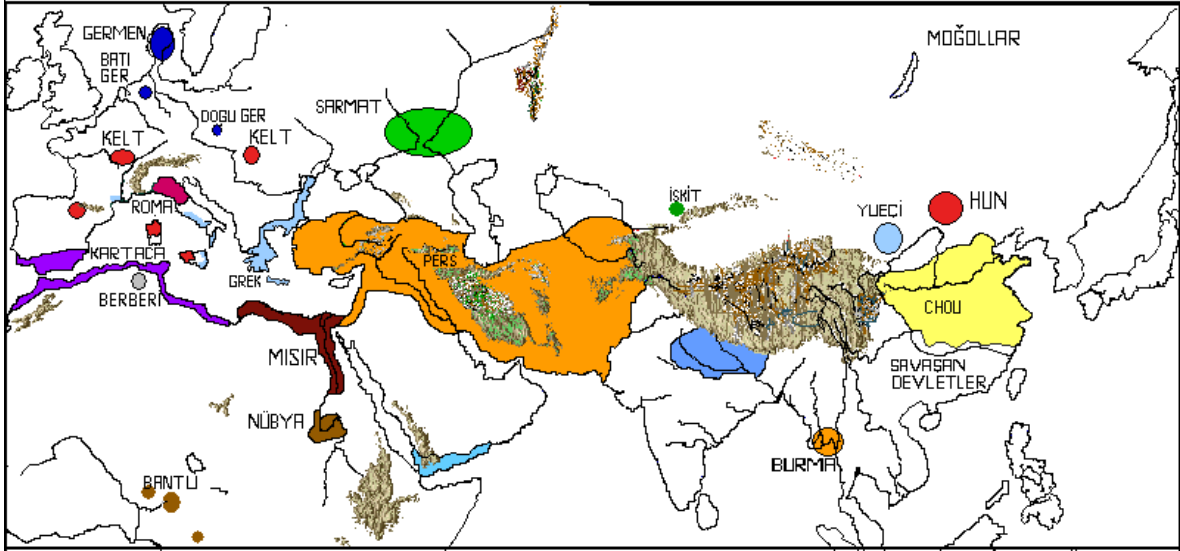 GERMEN
BATI
GER
MOĞOLLAR
SARMAT
DOGU GER
KELT
KELT
İSKİT
HUN
YUEÇİ
ROMA
KARTACA
PERS
GREK
BERBERİ
CHOU
MISIR
SAVAŞAN
DEVLETLER
NÜBYA
BURMA
BANTU